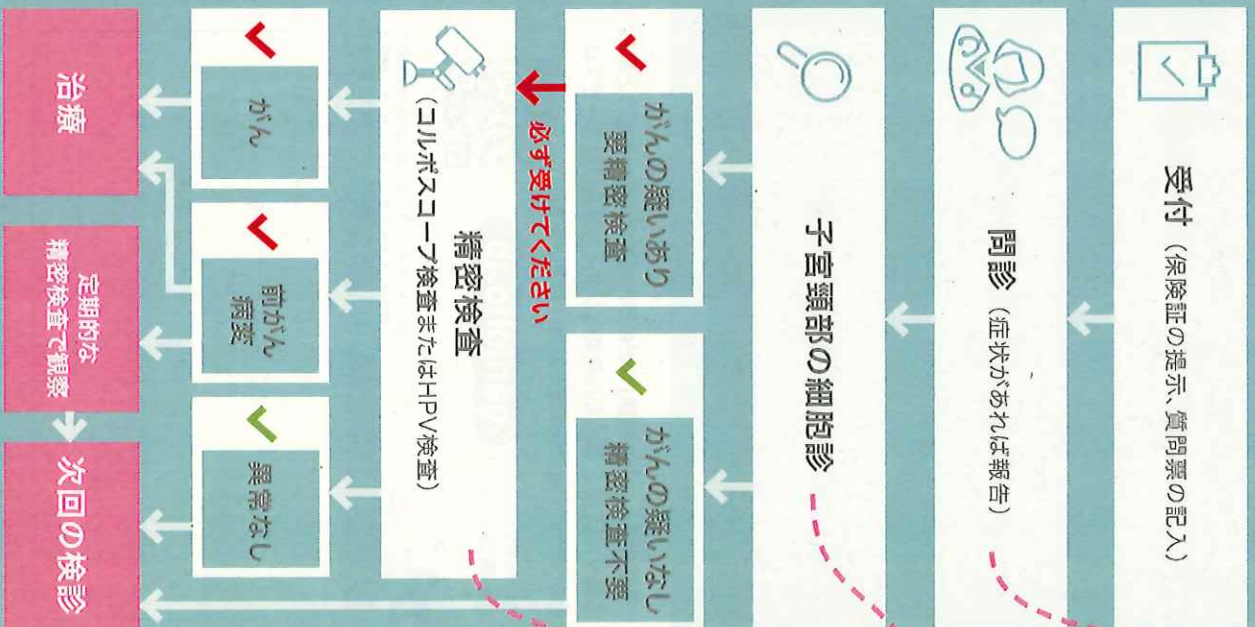 受付（保険証の提示、質問票の記入）
問診（症状があれば報告）
子宮頸部の細胞診
がんの疑いあり
要精密検査
がんの疑いなし
精密検査不要
必ず受けてください
精密検査
（コルポスコープ検査またはHPV検査）
がん
前がん
病変
異常なし
治療
定期的な
精密検査で観察
次回の検診